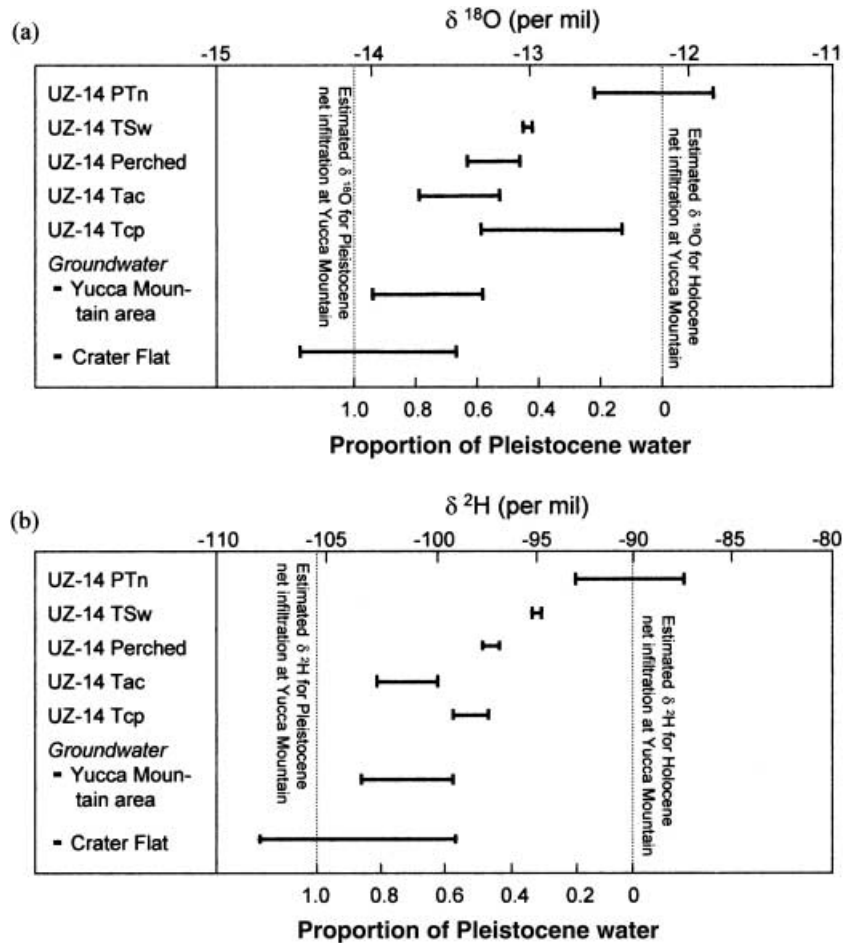 (a)
δ ¹⁸O (per mil)
-15 -14 -13 -12 -11
UZ-14 PTn
UZ-14 TSw
UZ-14 Perched
UZ-14 Tac
UZ-14 Tcp
Groundwater
- Yucca Moun-
tain area
- Crater Flat
Estimated δ ¹⁸O for Pleistocene
net infiltration at Yucca Mountain
Estimated δ ¹⁸O for Holocene
net infiltration at Yucca Mountain
1.0 0.8 0.6 0.4 0.2 0
Proportion of Pleistocene water
(b)
δ ²H (per mil)
-110 -105 -100 -95 -90 -85 -80
UZ-14 PTn
UZ-14 TSw
UZ-14 Perched
UZ-14 Tac
UZ-14 Tcp
Groundwater
- Yucca Moun-
tain area
- Crater Flat
Estimated δ ²H for Pleistocene
net infiltration at Yucca Mountain
Estimated δ ²H for Holocene
net infiltration at Yucca Mountain
1.0 0.8 0.6 0.4 0.2 0
Proportion of Pleistocene water